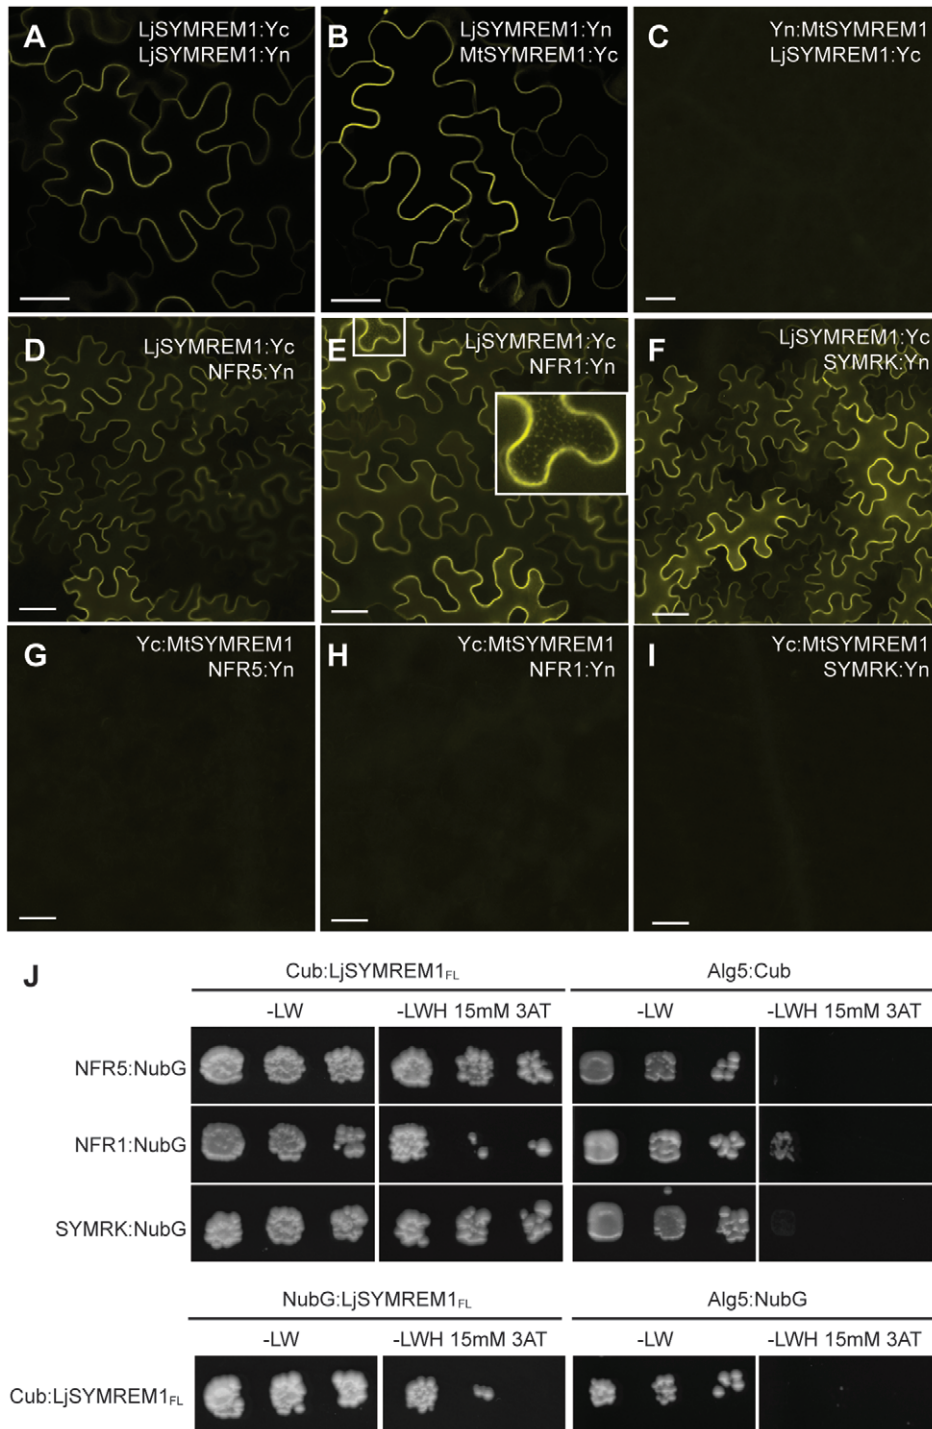 A
LjSYMREM1:Yc
LjSYMREM1:Yn
B
LjSYMREM1:Yn
MtSYMREM1:Yc
C
Yn:MtSYMREM1
LjSYMREM1:Yc
D
LjSYMREM1:Yc
NFR5:Yn
E
LjSYMREM1:Yc
NFR1:Yn
F
LjSYMREM1:Yc
SYMRK:Yn
G
Yc:MtSYMREM1
NFR5:Yn
H
Yc:MtSYMREM1
NFR1:Yn
I
Yc:MtSYMREM1
SYMRK:Yn
J
Cub:LjSYMREM1FL Alg5:Cub
-LW -LWH 15mM 3AT -LW -LWH 15mM 3AT
NFR5:NubG
NFR1:NubG
SYMRK:NubG
NubG:LjSYMREM1FL Alg5:NubG
-LW -LWH 15mM 3AT -LW -LWH 15mM 3AT
Cub:LjSYMREM1FL